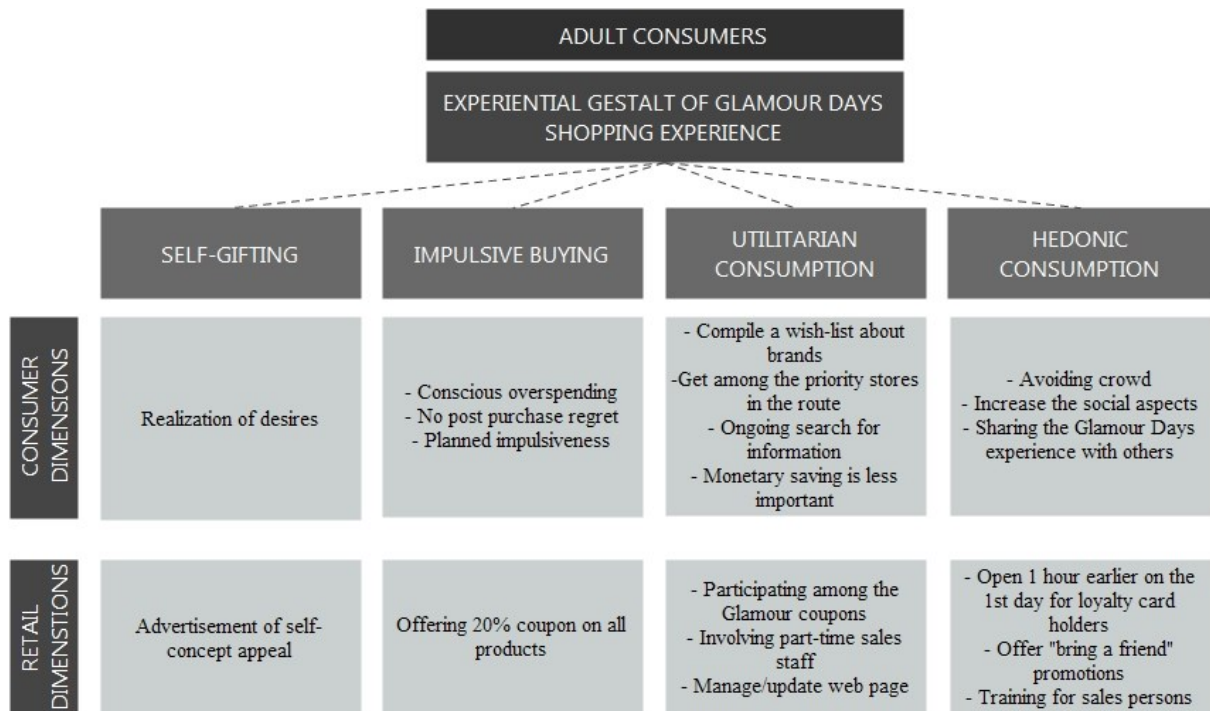 ADULT CONSUMERS
EXPERIENTIAL GESTALT OF GLAMOUR DAYS
SHOPPING EXPERIENCE
SELF-GIFTING
IMPULSIVE BUYING
UTILITARIAN
CONSUMPTION
HEDONIC
CONSUMPTION
CONSUMER
DIMENSIONS
Realization of desires
- Conscious overspending
- No post purchase regret
- Planned impulsiveness
- Compile a wish-list about
brands
-Get among the priority stores
in the route
- Ongoing search for
information
- Monetary saving is less
important
- Avoiding crowd
- Increase the social aspects
- Sharing the Glamour Days
experience with others
RETAIL
DIMENSTIONS
Advertisement of self-
concept appeal
Offering 20% coupon on all
products
- Participating among the
Glamour coupons
- Involving part-time sales
staff
- Manage/update web page
- Open 1 hour earlier on the
1st day for loyalty card
holders
- Offer "bring a friend"
promotions
- Training for sales persons